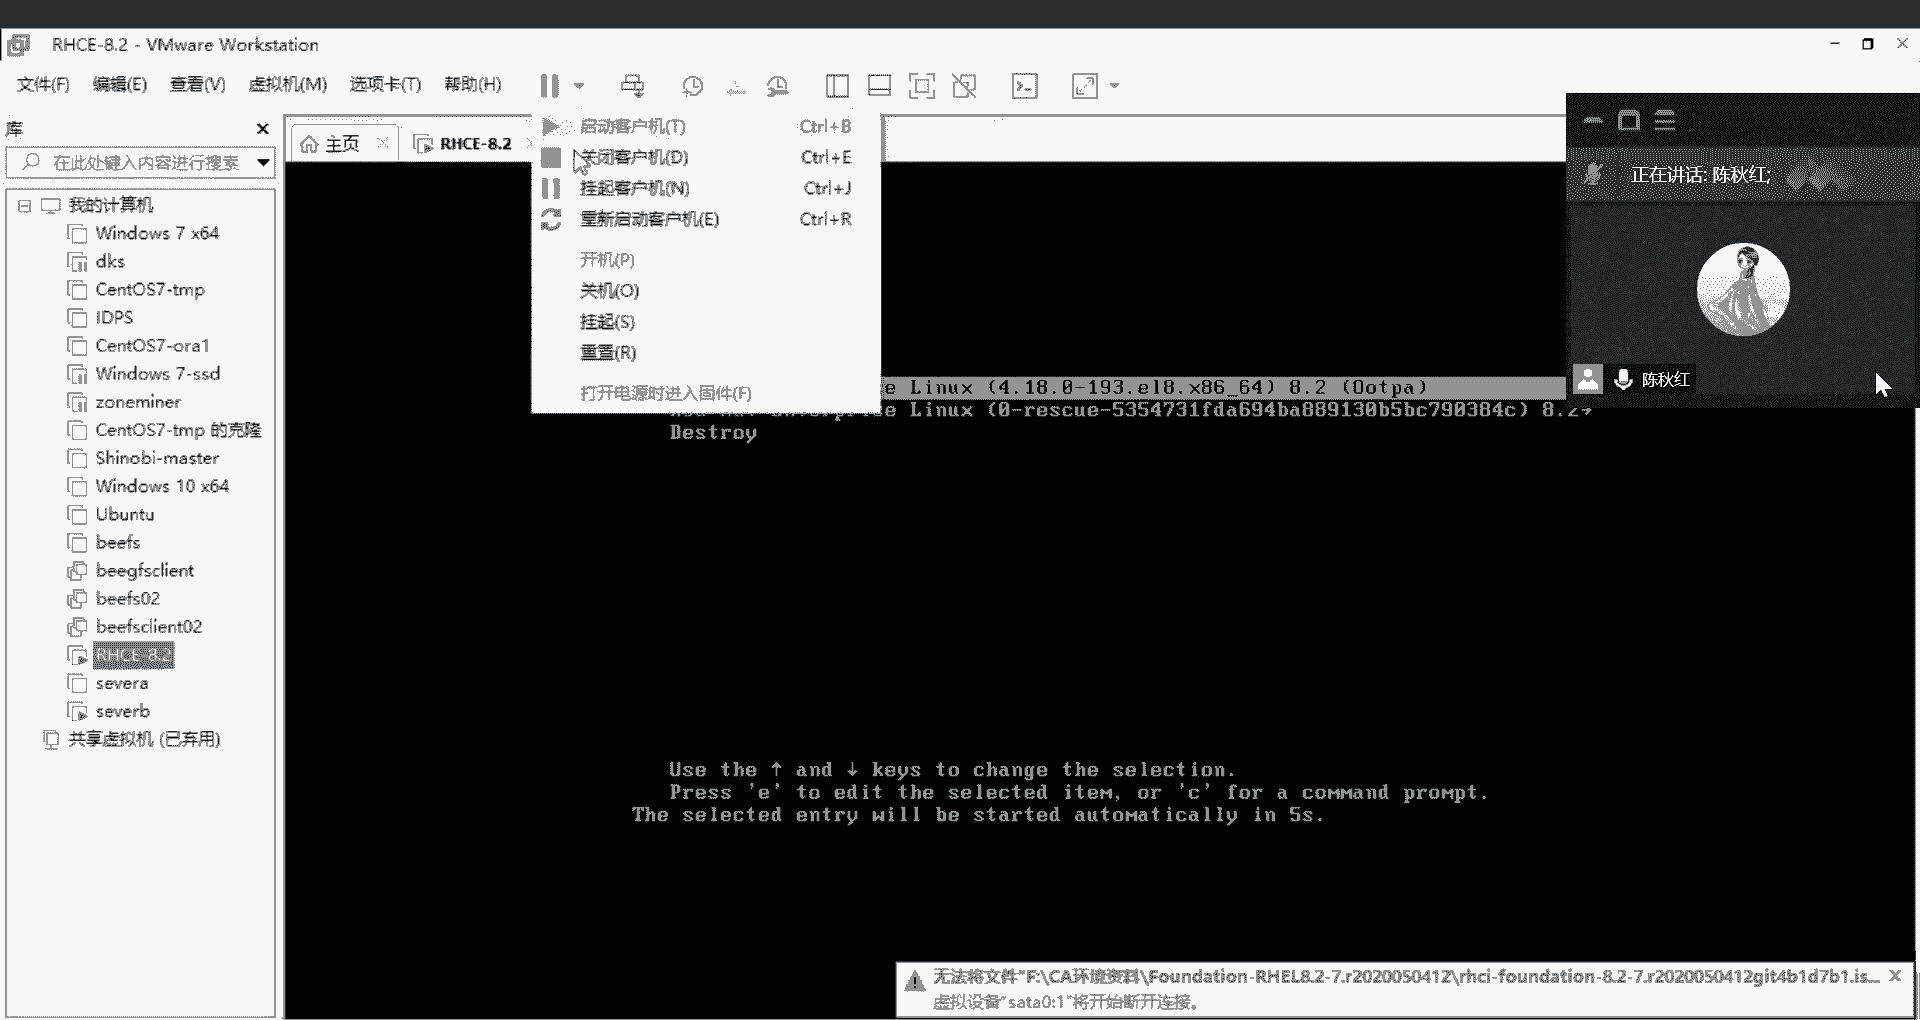 RHCE-8.2 - VMware Workstation
文件(F) 编辑(E) 查看(V) 虚拟机(M) 选项卡(T) 帮助(H)
库
在此处键入内容进行搜索
我的计算机
Windows 7 x64
dks
CentOS7-tmp
IDPS
CentOS7-ora1
Windows 7-ssd
zoneminer
CentOS7-tmp 的克隆
Shinobi-master
Windows 10 x64
Ubuntu
beefs
beegfsclient
beefs02
beefsclient02
RHCE-8.2
severa
severb
共享虚拟机 (已弃用)
主页
RHCE-8.2
启动客户机(T) Ctrl+B
关闭客户机(D) Ctrl+E
挂起客户机(N) Ctrl+J
重新启动客户机(E) Ctrl+R
开机(P)
关机(O)
挂起(S)
重置(R)
打开电源时进入固件(F)
e Linux (4.18.0-193.el8.x86_64) 8.2 (Ootpa)
Linux (0-rescue-5354731fda694ba889130b5bc790384c) 8.2→
Destroy
Use the ↑ and ↓ keys to change the selection.
Press 'e' to edit the selected item, or 'c' for a command prompt.
The selected entry will be started automatically in 5s.
正在讲话: 陈秋红;
陈秋红
无法将文件"F:\CA环境资料\Foundation-RHEL8.2-7.r2020050412\rhci-foundation-8.2-7.r2020050412git4b1d7b1.is...
虚拟设备"sata0:1"将开始断开连接。